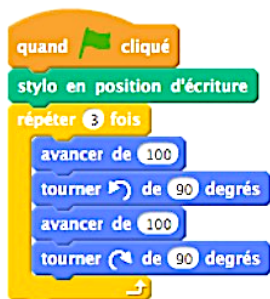 quand cliqué
stylo en position d'écriture
répéter 3 fois
avancer de 100
tourner de 90 degrés
avancer de 100
tourner de 90 degrés